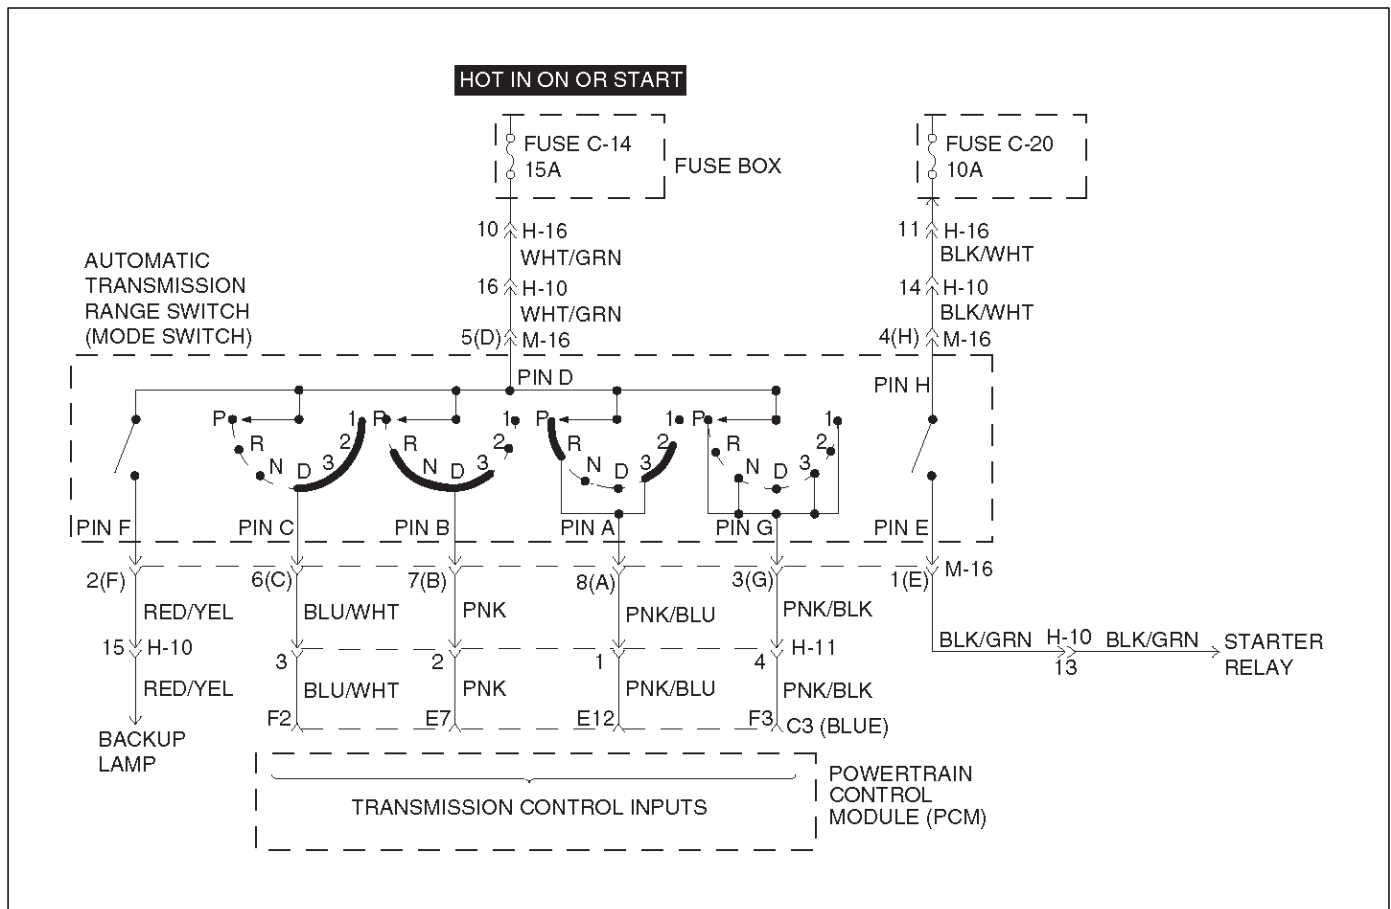 HOT IN ON OR START
FUSE C-14
15A
FUSE BOX
FUSE C-20
10A
10 H-16
WHT/GRN
16 H-10
WHT/GRN
5(D) M-16
11 H-16
BLK/WHT
14 H-10
BLK/WHT
4(H) M-16
AUTOMATIC
TRANSMISSION
RANGE SWITCH
(MODE SWITCH)
PIN D
PIN H
P R N D 3 2 1
P R N D 3 2 1
P R N D 3 2 1
P R N D 3 2 1
PIN F PIN C PIN B PIN A PIN G PIN E
2(F) 6(C) 7(B) 8(A) 3(G) 1(E) M-16
RED/YEL BLU/WHT PNK PNK/BLU PNK/BLK
BLK/GRN H-10 BLK/GRN
13
STARTER
RELAY
15 H-10 3 2 1 4 H-11
RED/YEL BLU/WHT PNK PNK/BLU PNK/BLK
F2 E7 E12 F3 C3 (BLUE)
BACKUP
LAMP
TRANSMISSION CONTROL INPUTS
POWERTRAIN
CONTROL
MODULE (PCM)